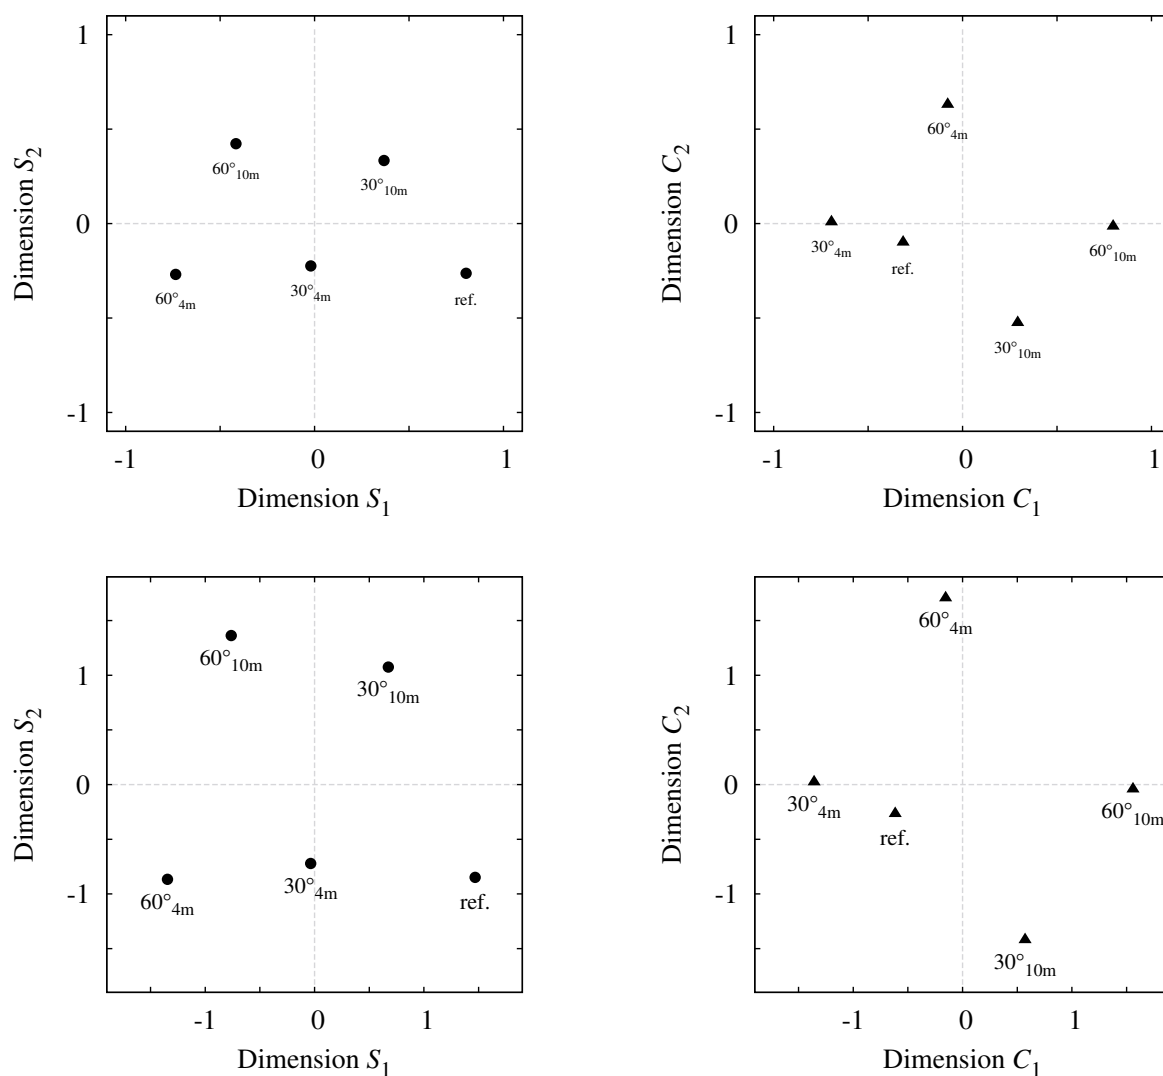 1
0
-1
Dimension S₂
60°₁₀ₘ
30°₁₀ₘ
60°₄ₘ
30°₄ₘ
ref.
-1 0 1
Dimension S₁
1
0
-1
Dimension C₂
60°₄ₘ
30°₄ₘ
ref.
60°₁₀ₘ
30°₁₀ₘ
-1 0 1
Dimension C₁
1
0
-1
Dimension S₂
60°₁₀ₘ
30°₁₀ₘ
60°₄ₘ
30°₄ₘ
ref.
-1 0 1
Dimension S₁
1
0
-1
Dimension C₂
60°₄ₘ
30°₄ₘ
ref.
60°₁₀ₘ
30°₁₀ₘ
-1 0 1
Dimension C₁